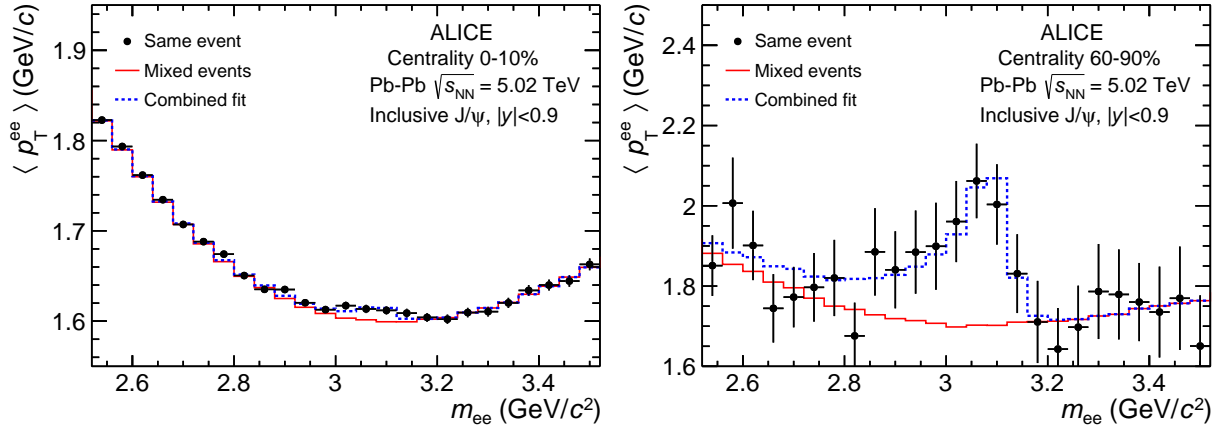 ⟨ p_T^ee ⟩ (GeV/c)
1.9
1.8
1.7
1.6
Same event
Mixed events
Combined fit
ALICE
Centrality 0-10%
Pb-Pb √s_NN = 5.02 TeV
Inclusive J/ψ, |y|<0.9
2.6 2.8 3 3.2 3.4
m_ee (GeV/c²)
⟨ p_T^ee ⟩ (GeV/c)
2.4
2.2
2
1.8
1.6
Same event
Mixed events
Combined fit
ALICE
Centrality 60-90%
Pb-Pb √s_NN = 5.02 TeV
Inclusive J/ψ, |y|<0.9
2.6 2.8 3 3.2 3.4
m_ee (GeV/c²)